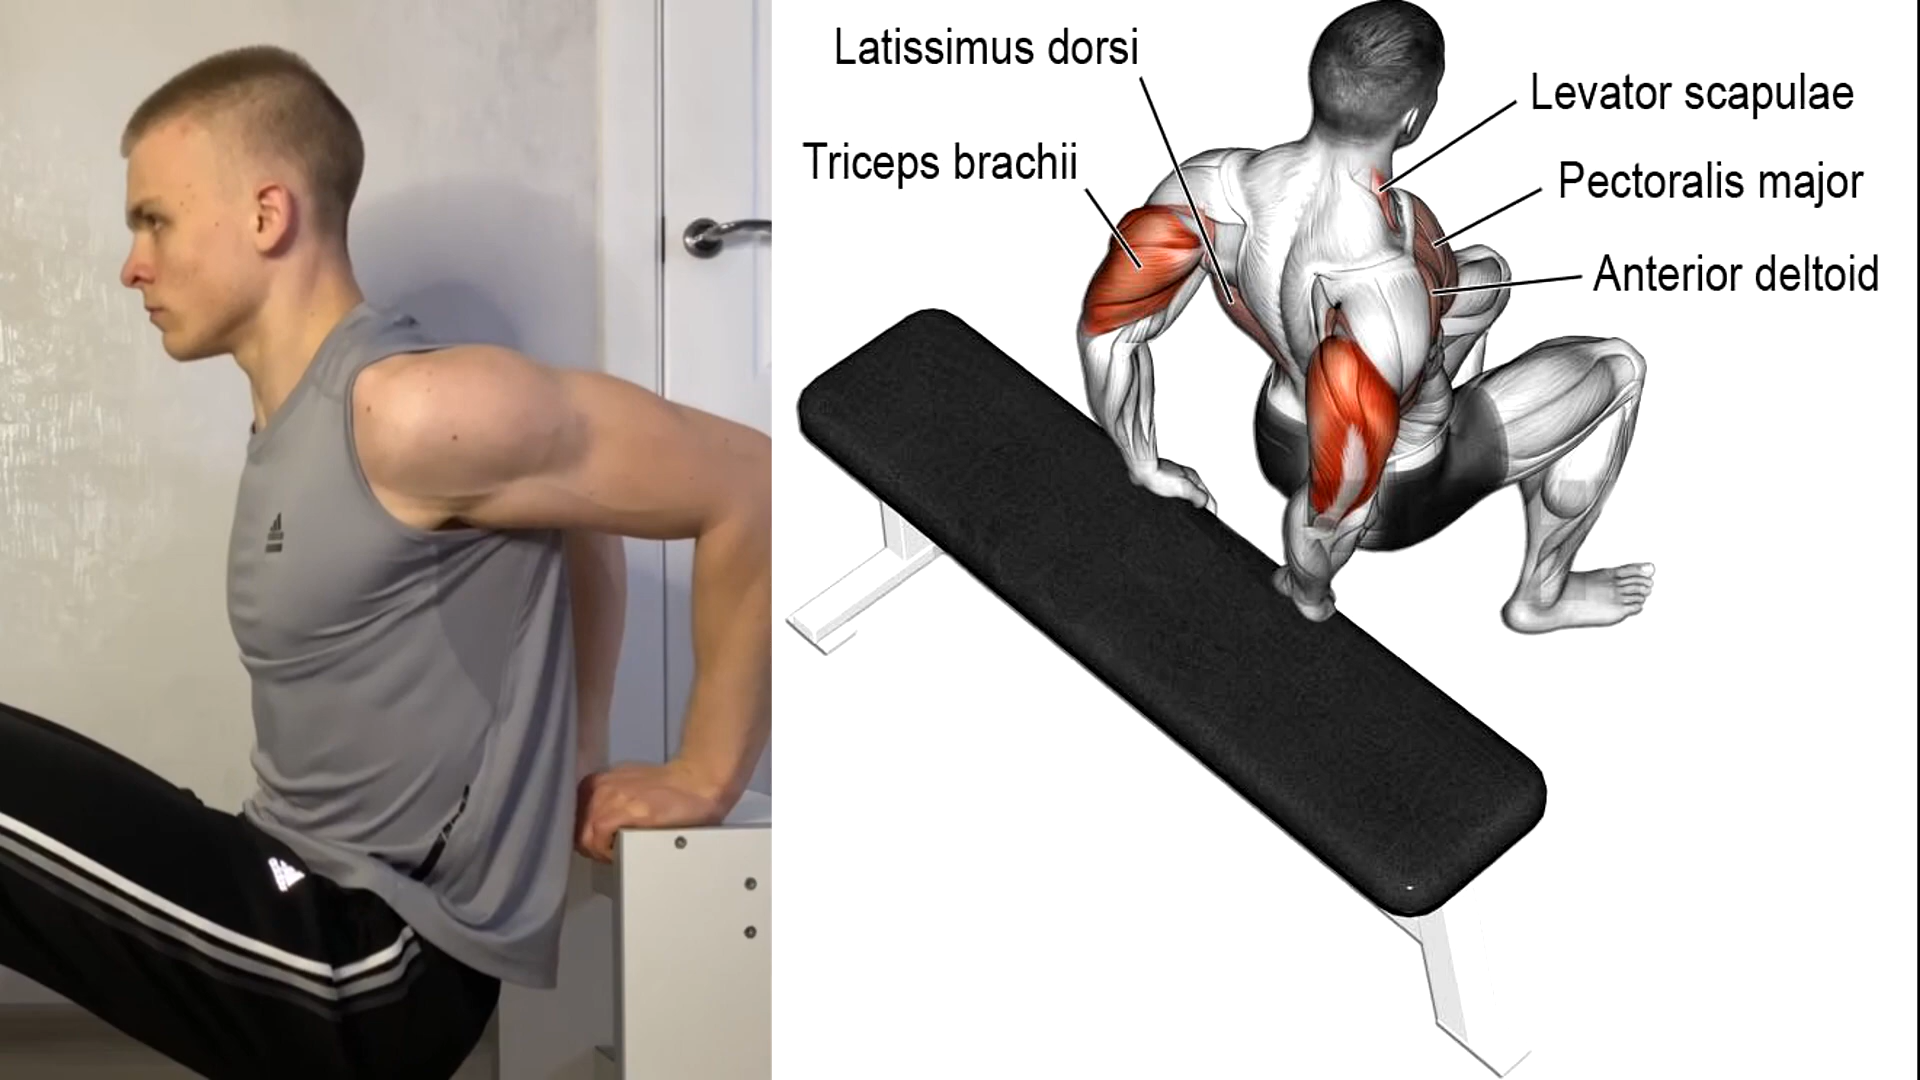 Latissimus dorsi
Triceps brachii
Levator scapulae
Pectoralis major
Anterior deltoid